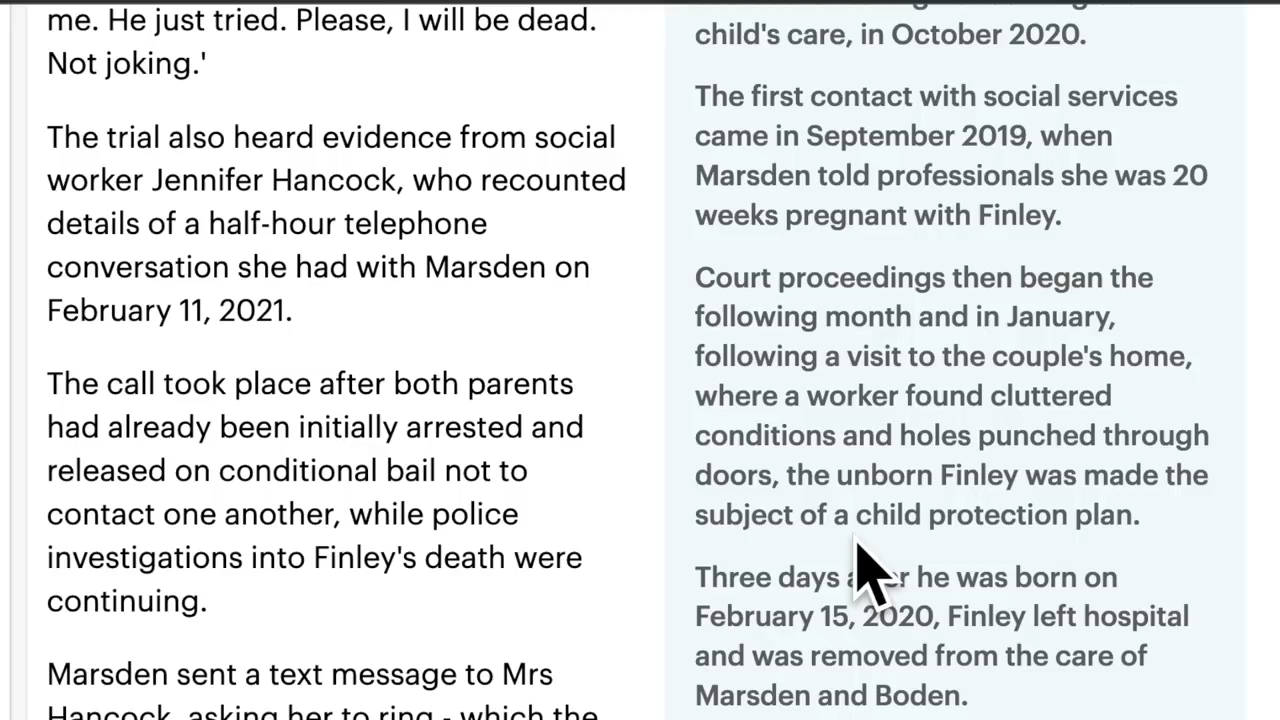 me. He just tried. Please, I will be dead.
Not joking.'
The trial also heard evidence from social
worker Jennifer Hancock, who recounted
details of a half-hour telephone
conversation she had with Marsden on
February 11, 2021.
The call took place after both parents
had already been initially arrested and
released on conditional bail not to
contact one another, while police
investigations into Finley's death were
continuing.
Marsden sent a text message to Mrs
Hancock, asking her to ring - which the
child's care, in October 2020.
The first contact with social services
came in September 2019, when
Marsden told professionals she was 20
weeks pregnant with Finley.
Court proceedings then began the
following month and in January,
following a visit to the couple's home,
where a worker found cluttered
conditions and holes punched through
doors, the unborn Finley was made the
subject of a child protection plan.
Three days after he was born on
February 15, 2020, Finley left hospital
and was removed from the care of
Marsden and Boden.